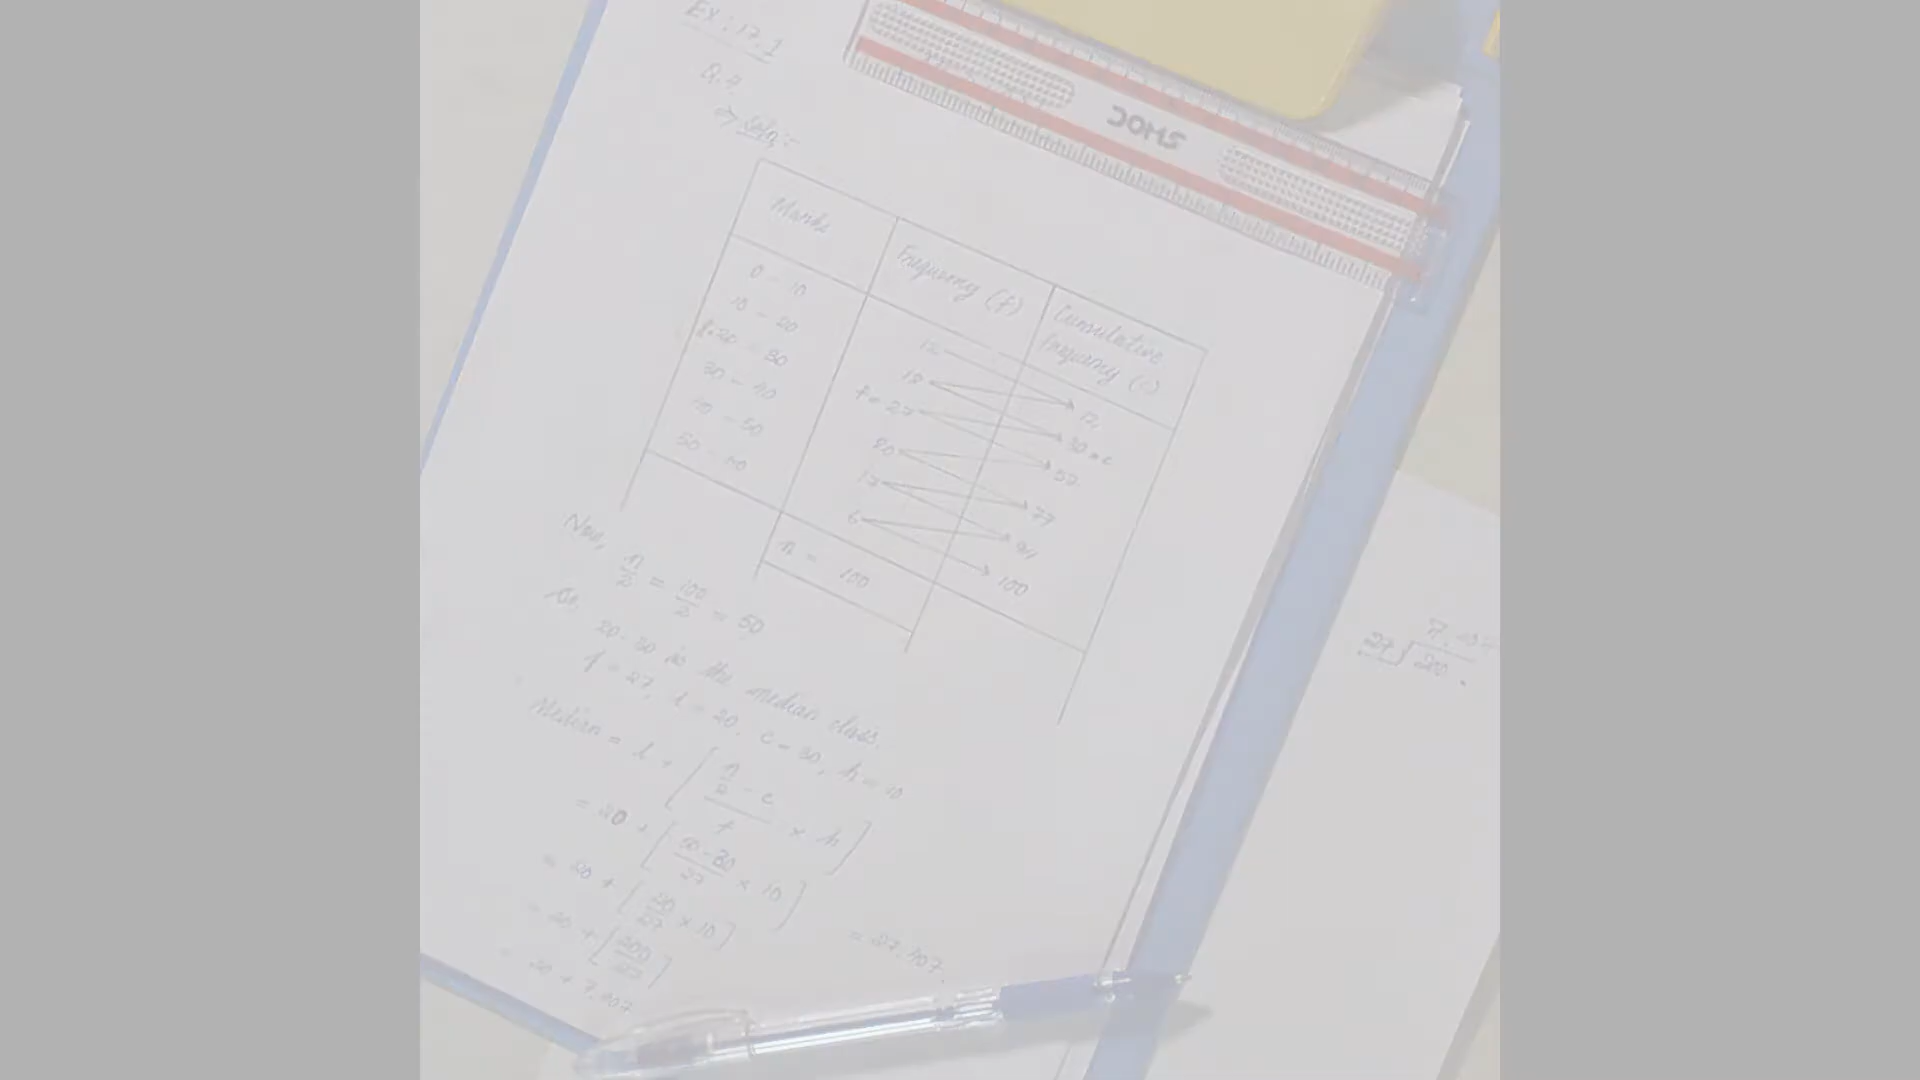 Ex: 17.1
Q.7.
⇒ Soln:-
DOMS
Marks | Frequency (f) | Cumulative frequency (c)
0 - 10 | 12 | 12
10 - 20 | 18 | 30 = c
l.20 - 30 | f = 27 | 57
30 - 40 | 20 | 77
40 - 50 | 17 | 94
50 - 60 | 6 | 100
n = 100
Now,
n/2 = 100/2 = 50
20-30 is the median class.
f = 27, l = 20, c = 30, h = 10
Median = l + [(n/2 - c)/f × h]
= 20 + [(50-30)/27 × 10]
= 20 + [20/27 × 10]
= 20 + [200/27]
= 20 + 7.407
= 27.407.
27) 200